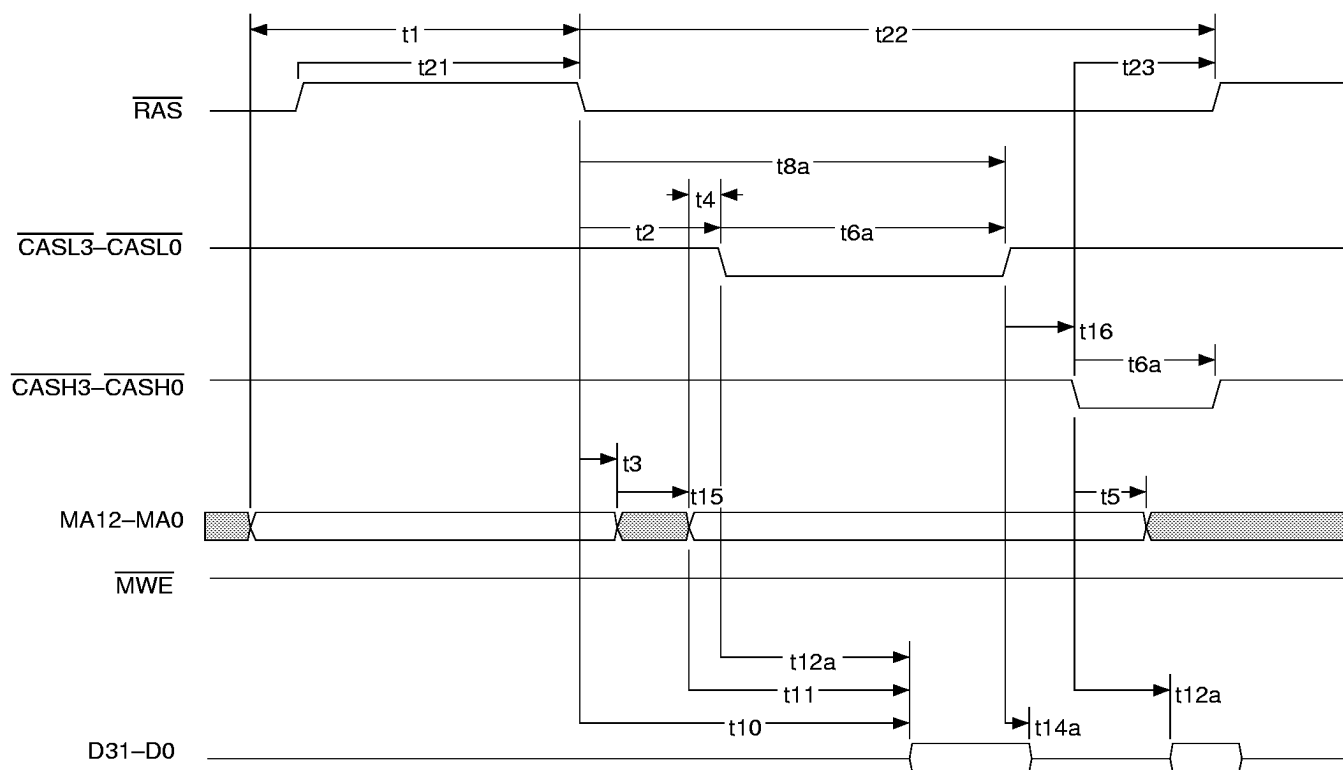 t1
t22
t21
t23
RAS
t8a
t4
t2
t6a
CASL3–CASL0
t16
t6a
CASH3–CASH0
t3
t15
t5
MA12–MA0
MWE
t12a
t11
t12a
t10
t14a
D31–D0